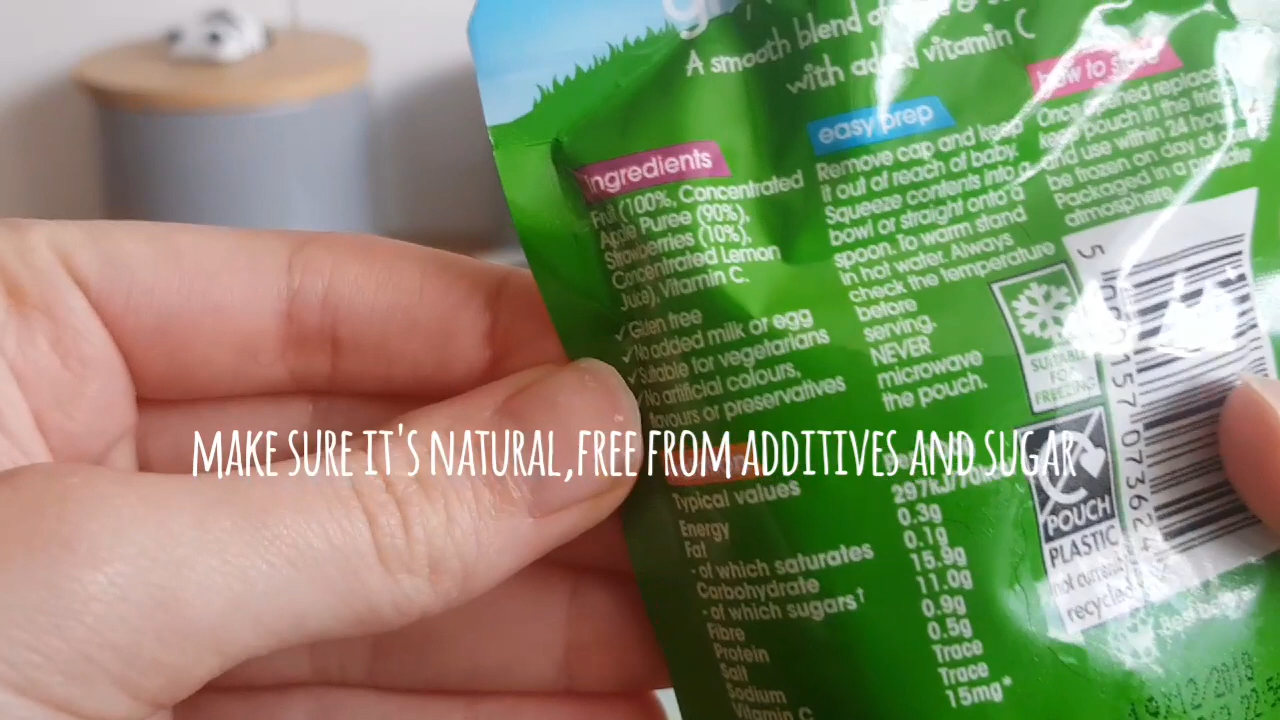 A smooth blend
with added vitamin C
ingredients
Fruit (100%, Concentrated
Apple Puree (90%),
Strawberries (10%),
Concentrated Lemon
Juice), Vitamin C.
✓Gluten free
✓No added milk or egg
✓Suitable for vegetarians
✓No artificial colours,
flavours or preservatives
easy prep
Remove cap and keep
it out of reach of baby.
Squeeze contents into a
bowl or straight onto a
spoon. To warm stand
in hot water. Always
check the temperature
before
serving.
NEVER
microwave
the pouch.
how to store
Once opened replace
keep pouch in the fridge
and use within 24 hours
be frozen on day of
Packaged in a
atmosphere.
SUITABLE
FOR
FREEZING
POUCH
PLASTIC
not currently
recycled
MAKE SURE IT'S NATURAL,FREE FROM ADDITIVES AND SUGAR
Typical values
Energy 297kJ/70kcal
Fat 0.3g
- of which saturates 0.1g
Carbohydrate 15.9g
- of which sugars† 11.0g
Fibre 0.9g
Protein 0.5g
Salt Trace
Sodium Trace
Vitamin C 15mg*